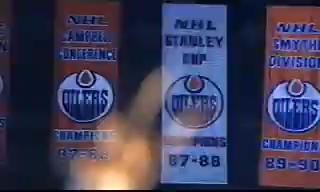 NHL
CAMPBELL
CONFERENCE
OILERS
CHAMPIONS
87-88
NHL
STANLEY
CUP
OILERS
CHAMPIONS
87-88
NHL
SMYTHE
DIVISION
OILERS
CHAMPIONS
89-90